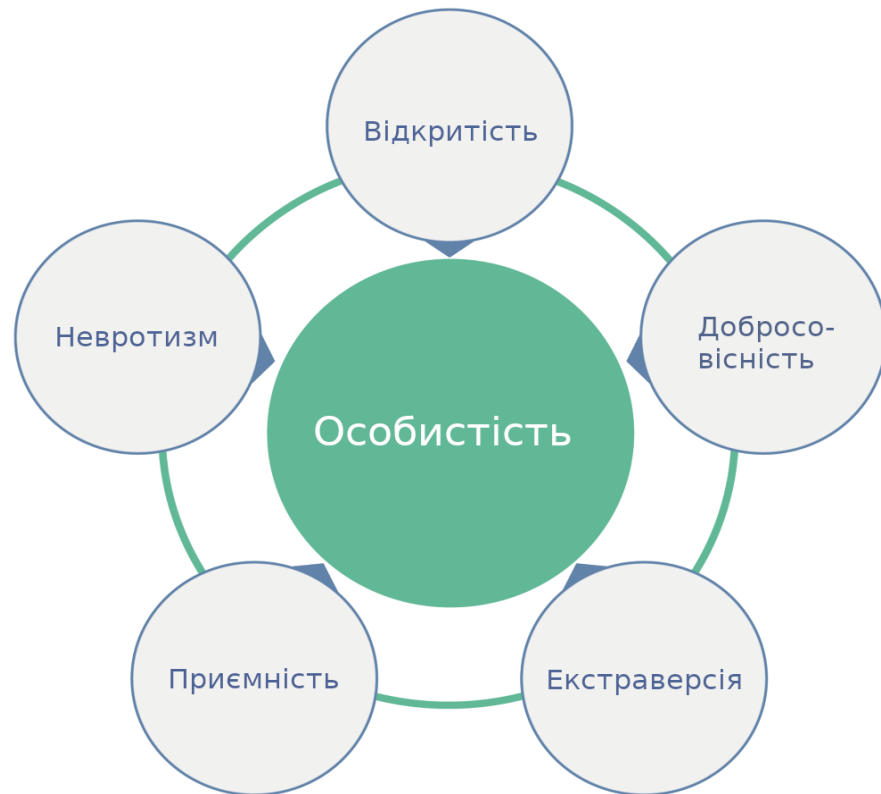 Відкритість
Добросо-
вісність
Екстраверсія
Приємність
Невротизм
Особистість